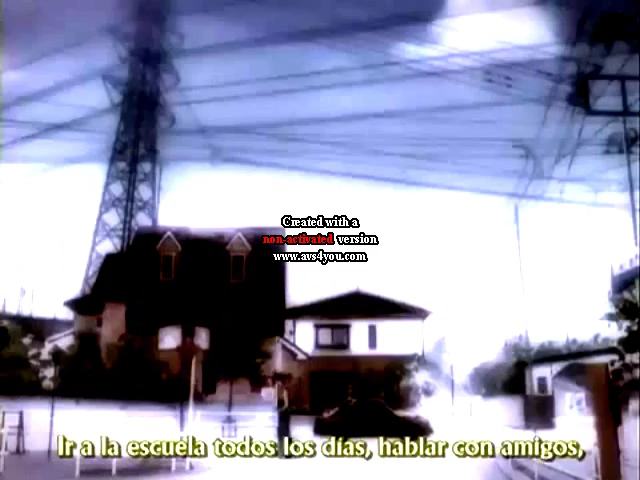 Created with a
non-activated version
www.avs4you.com
Ir a la escuela todos los días, hablar con amigos,